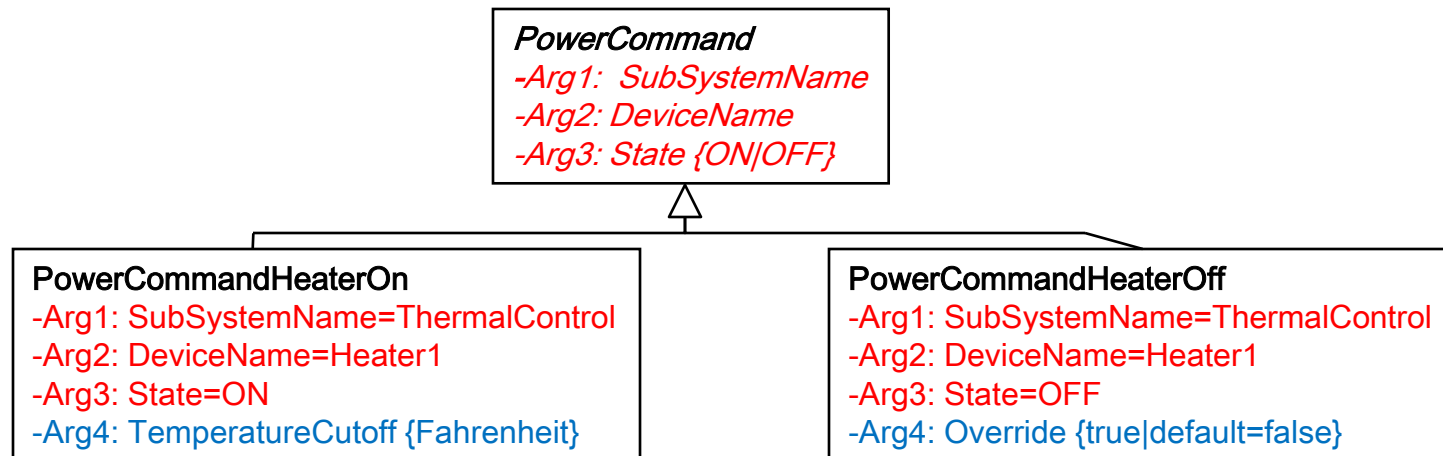 PowerCommand
-Arg1:  SubSystemName
-Arg2: DeviceName
-Arg3: State {ON|OFF}
PowerCommandHeaterOn
-Arg1: SubSystemName=ThermalControl
-Arg2: DeviceName=Heater1
-Arg3: State=ON
-Arg4: TemperatureCutoff {Fahrenheit}
PowerCommandHeaterOff
-Arg1: SubSystemName=ThermalControl
-Arg2: DeviceName=Heater1
-Arg3: State=OFF
-Arg4: Override {true|default=false}